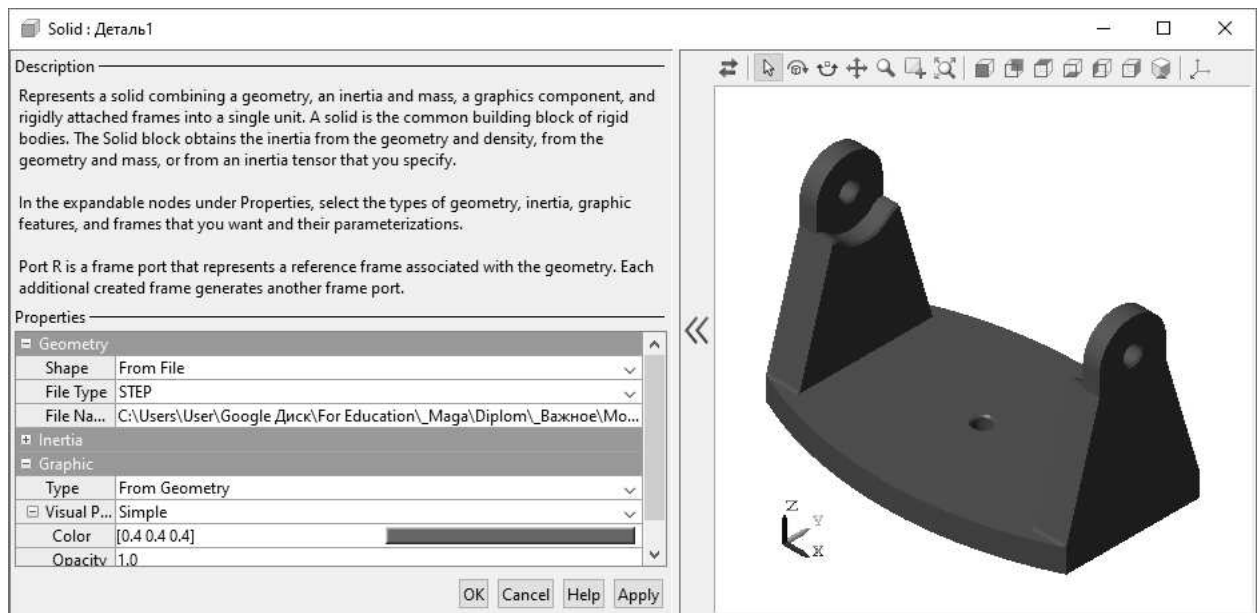 Solid : Деталь1
Description
Represents a solid combining a geometry, an inertia and mass, a graphics component, and
rigidly attached frames into a single unit. A solid is the common building block of rigid
bodies. The Solid block obtains the inertia from the geometry and density, from the
geometry and mass, or from an inertia tensor that you specify.
In the expandable nodes under Properties, select the types of geometry, inertia, graphic
features, and frames that you want and their parameterizations.
Port R is a frame port that represents a reference frame associated with the geometry. Each
additional created frame generates another frame port.
Properties
Geometry
Shape From File
File Type STEP
File Na... C:\Users\User\Google Диск\For Education\_Maga\Diplom\_Важное\Mo...
Inertia
Graphic
Type From Geometry
Visual P... Simple
Color [0.4 0.4 0.4]
Opacity 1.0
OK Cancel Help Apply
Z
Y
X